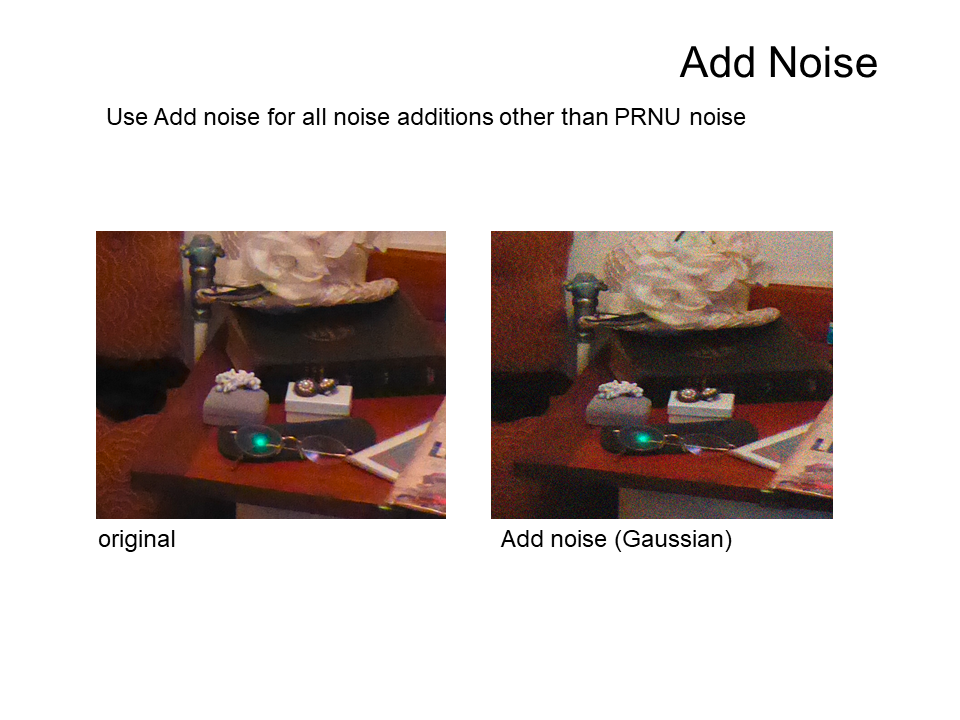 Add Noise
Use Add noise for all noise additions other than PRNU noise
original
Add noise (Gaussian)